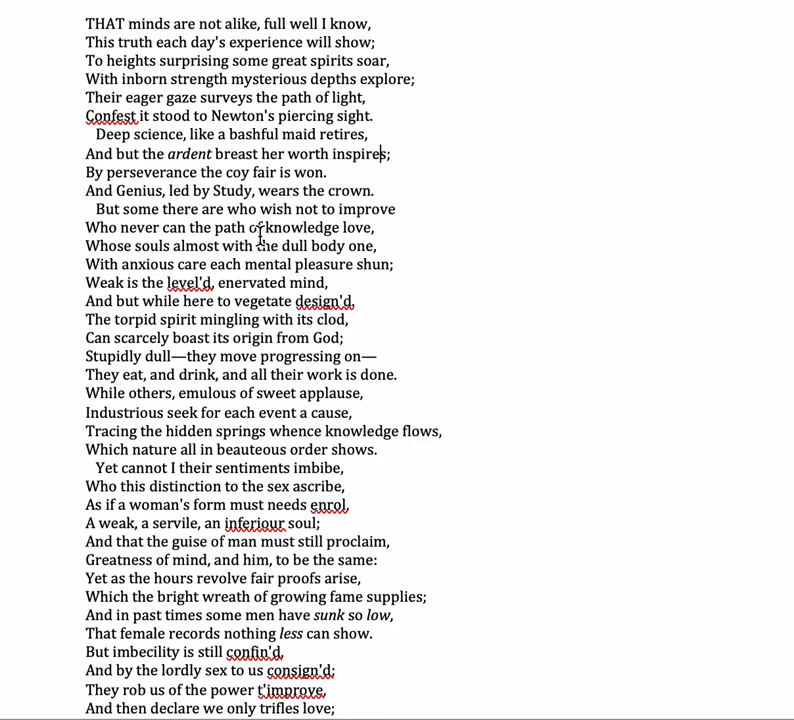 THAT minds are not alike, full well I know,
This truth each day's experience will show;
To heights surprising some great spirits soar,
With inborn strength mysterious depths explore;
Their eager gaze surveys the path of light,
Confest it stood to Newton's piercing sight.
Deep science, like a bashful maid retires,
And but the ardent breast her worth inspires;
By perseverance the coy fair is won.
And Genius, led by Study, wears the crown.
But some there are who wish not to improve
Who never can the path of knowledge love,
Whose souls almost with the dull body one,
With anxious care each mental pleasure shun;
Weak is the level'd, enervated mind,
And but while here to vegetate design'd.
The torpid spirit mingling with its clod,
Can scarcely boast its origin from God;
Stupidly dull—they move progressing on—
They eat, and drink, and all their work is done.
While others, emulous of sweet applause,
Industrious seek for each event a cause,
Tracing the hidden springs whence knowledge flows,
Which nature all in beauteous order shows.
Yet cannot I their sentiments imbibe,
Who this distinction to the sex ascribe,
As if a woman's form must needs enrol,
A weak, a servile, an inferiour soul;
And that the guise of man must still proclaim,
Greatness of mind, and him, to be the same:
Yet as the hours revolve fair proofs arise,
Which the bright wreath of growing fame supplies;
And in past times some men have sunk so low,
That female records nothing less can show.
But imbecility is still confin'd,
And by the lordly sex to us consign'd;
They rob us of the power t'improve,
And then declare we only trifles love;